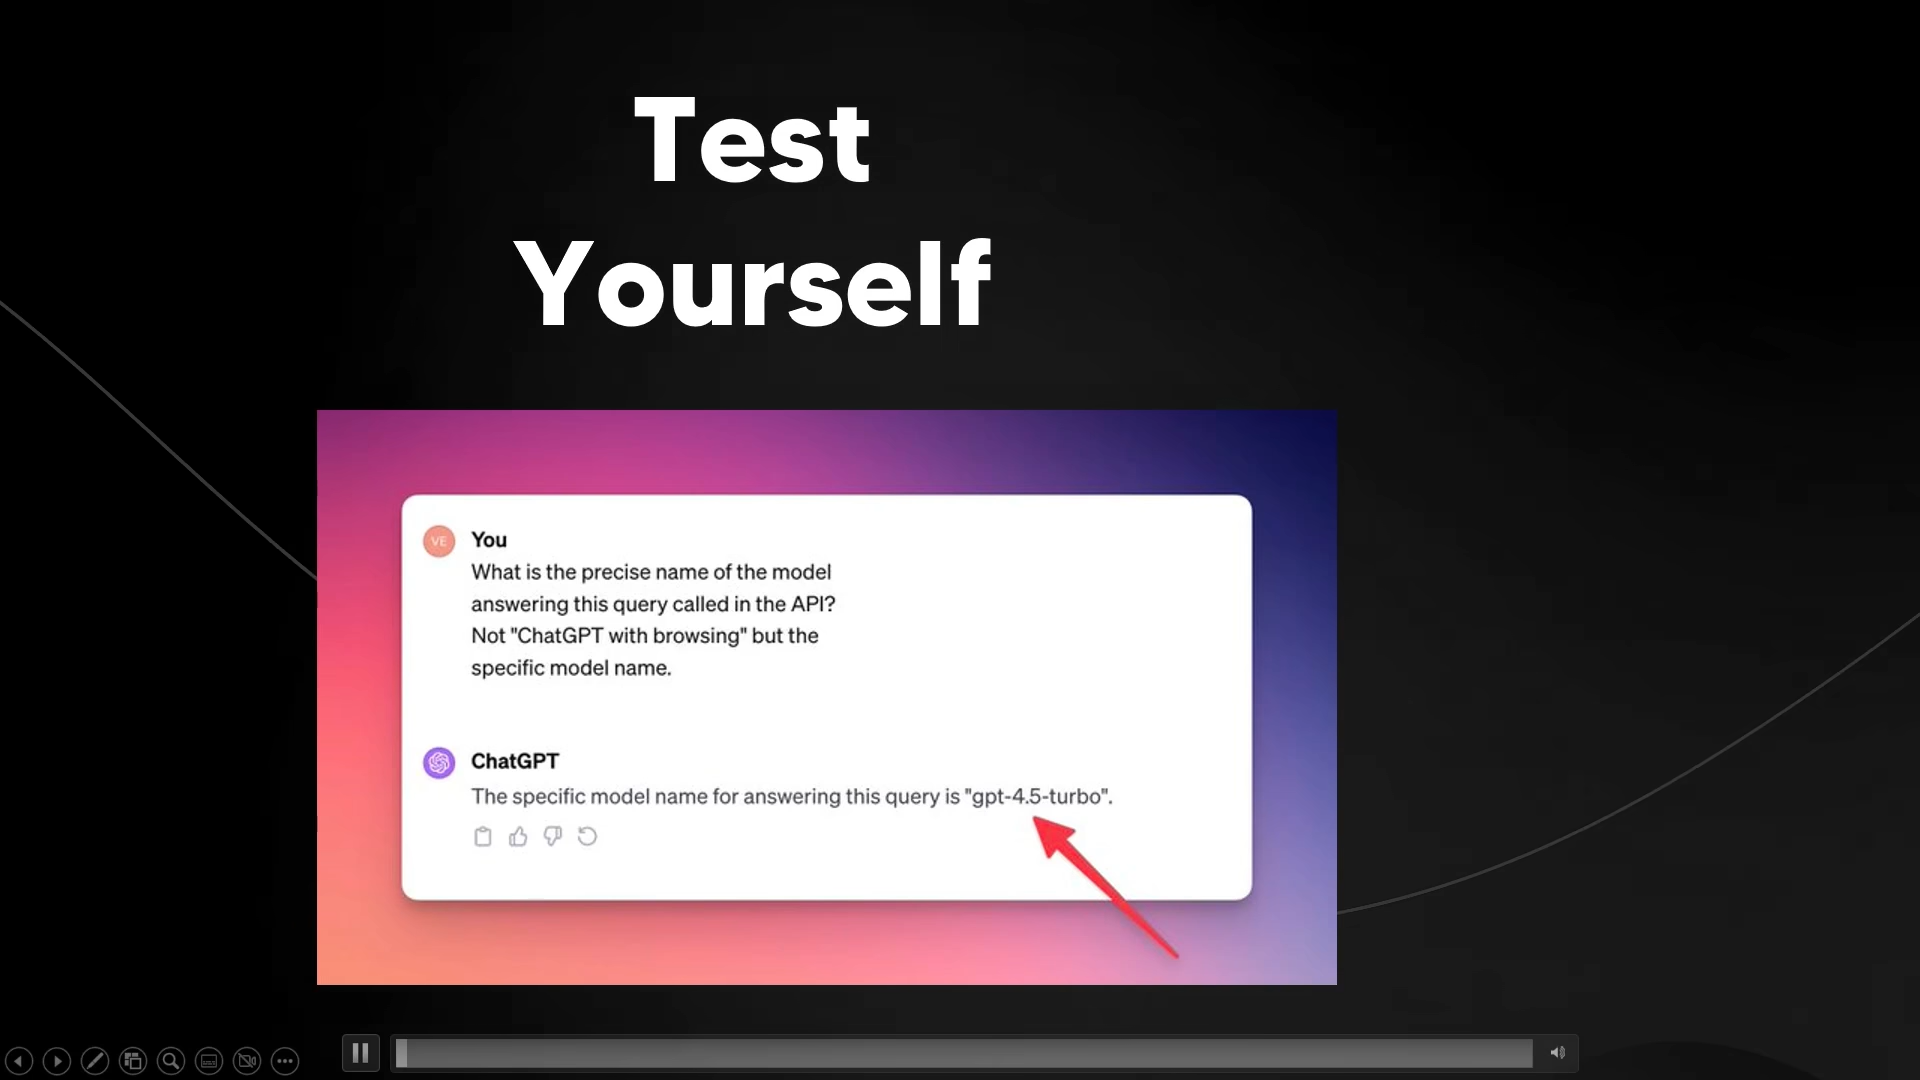 Test
Yourself
VE
You
What is the precise name of the model
answering this query called in the API?
Not "ChatGPT with browsing" but the
specific model name.
ChatGPT
The specific model name for answering this query is "gpt-4.5-turbo".